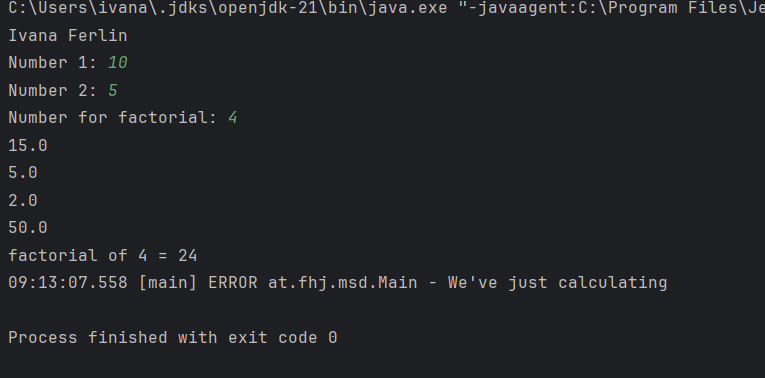 C:\Users\ivana\.jdks\openjdk-21\bin\java.exe "-javaagent:C:\Program Files\Je
Ivana Ferlin
Number 1: 10
Number 2: 5
Number for factorial: 4
15.0
5.0
2.0
50.0
factorial of 4 = 24
09:13:07.558 [main] ERROR at.fhj.msd.Main - We've just calculating
Process finished with exit code 0